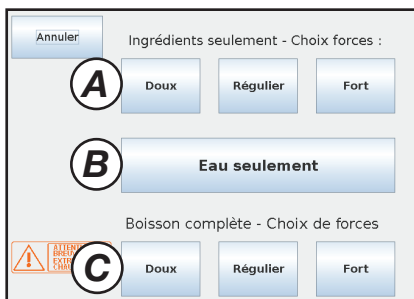 Annuler
Ingrédients seulement - Choix forces :
A Doux Régulier Fort
B Eau seulement
Boisson complète - Choix de forces
C Doux Régulier Fort